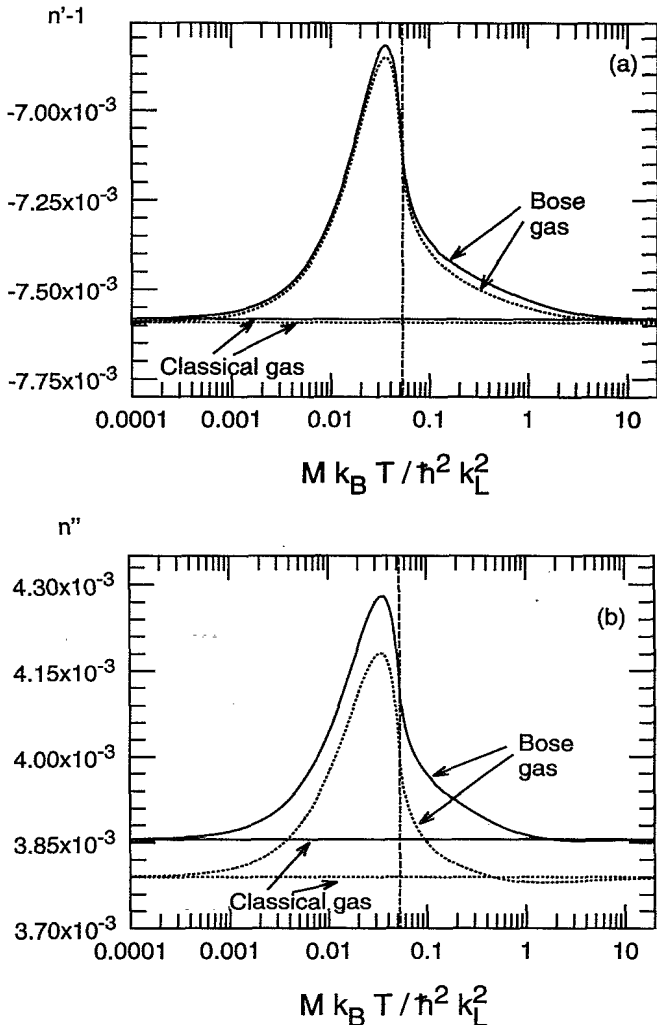 n'-1
(a)
-7.00x10⁻³
-7.25x10⁻³
-7.50x10⁻³
-7.75x10⁻³
Bose
gas
Classical gas
0.0001 0.001 0.01 0.1 1 10
M k_B T / ħ² k_L²
n"
(b)
4.30x10⁻³
4.15x10⁻³
4.00x10⁻³
3.85x10⁻³
3.70x10⁻³
Bose
gas
Classical gas
0.0001 0.001 0.01 0.1 1 10
M k_B T / ħ² k_L²